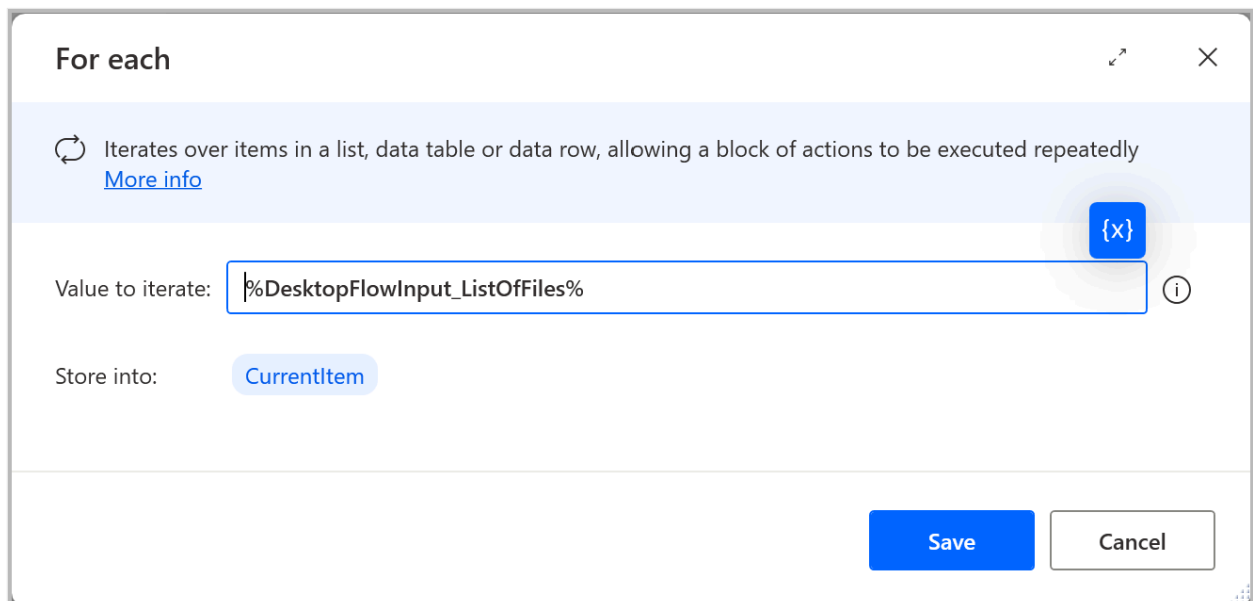 For each
Iterates over items in a list, data table or data row, allowing a block of actions to be executed repeatedly
More info
{x}
Value to iterate: %DesktopFlowInput_ListOfFiles%
Store into: CurrentItem
Save Cancel